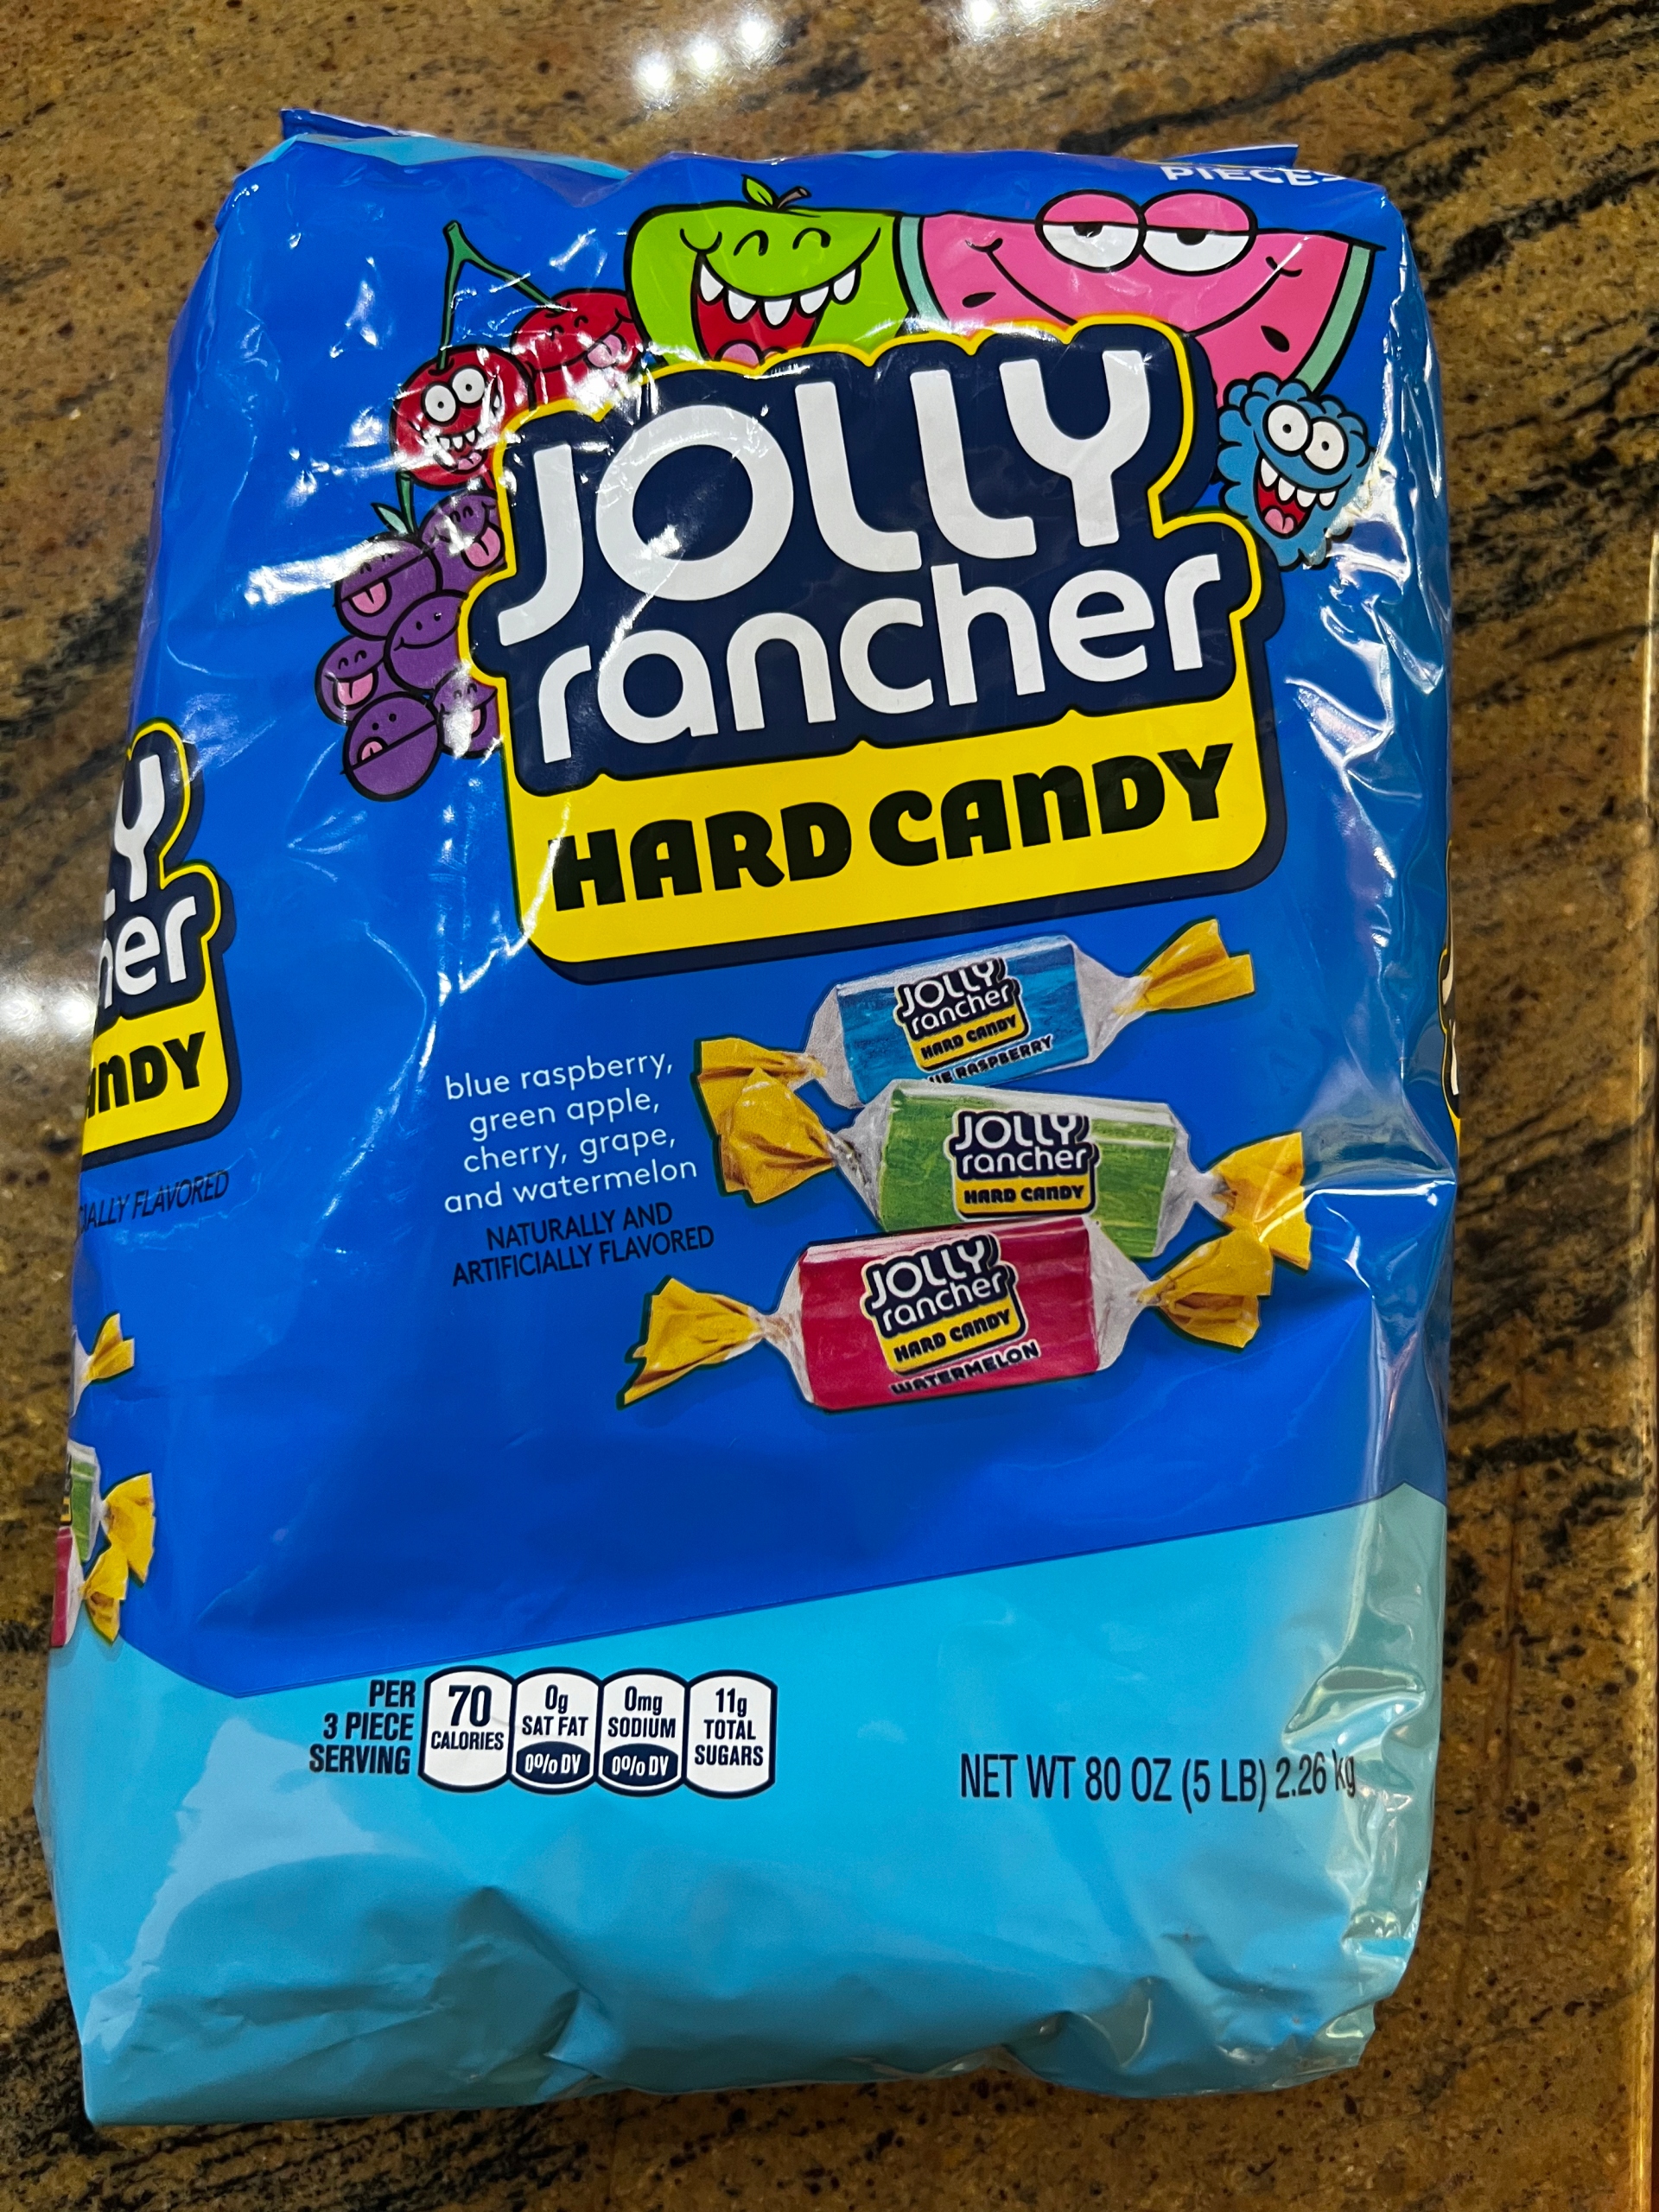 PIECES
JOLLY
rancher
HARD CANDY
JOLLY
rancher
HARD CANDY
RASPBERRY
blue raspberry,
green apple,
cherry, grape,
and watermelon
NATURALLY AND
ARTIFICIALLY FLAVORED
JOLLY
rancher
HARD CANDY
JOLLY
rancher
HARD CANDY
WATERMELON
FLAVORED
PER
3 PIECE
SERVING
70
CALORIES
0g
SAT FAT
0% DV
0mg
SODIUM
0% DV
11g
TOTAL
SUGARS
NET WT 80 OZ (5 LB) 2.26 kg